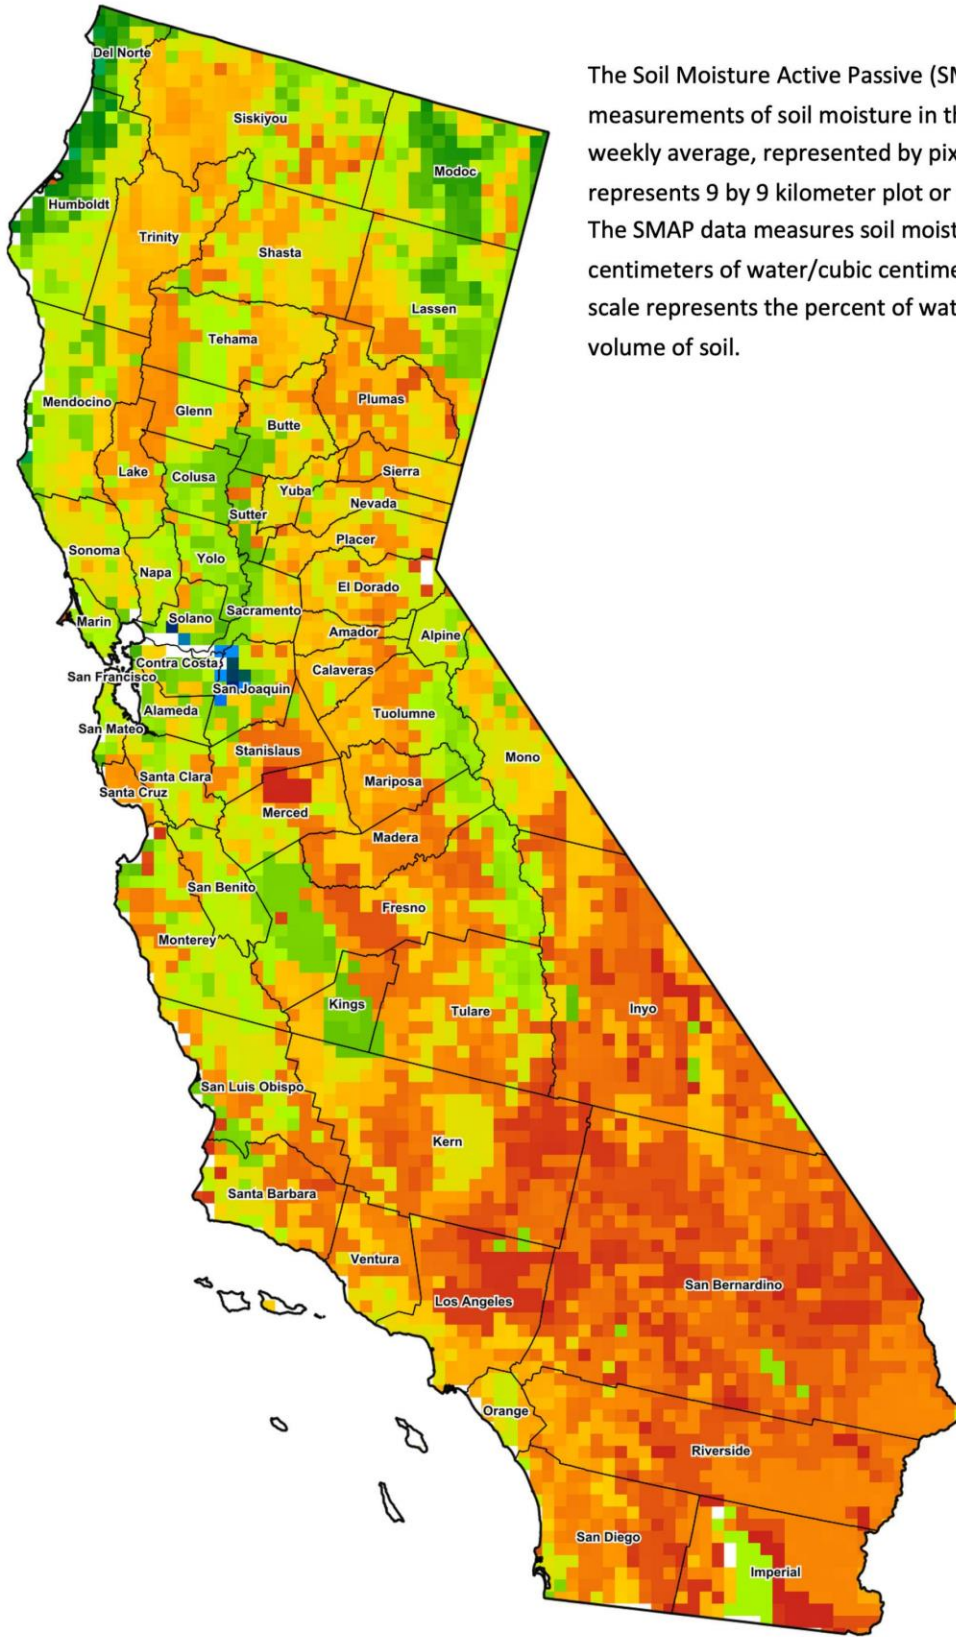 The Soil Moisture Active Passive (SM
measurements of soil moisture in th
weekly average, represented by pix
represents 9 by 9 kilometer plot or
The SMAP data measures soil moist
centimeters of water/cubic centime
scale represents the percent of wat
volume of soil.
Del Norte
Siskiyou
Modoc
Humboldt
Trinity
Shasta
Lassen
Tehama
Mendocino
Glenn
Plumas
Butte
Lake
Colusa
Sierra
Yuba
Nevada
Sutter
Placer
Sonoma
Yolo
Napa
El Dorado
Sacramento
Marin
Solano
Amador
Alpine
Contra Costa
Calaveras
San Francisco
San Joaquin
Alameda
Tuolumne
San Mateo
Stanislaus
Mono
Santa Clara
Mariposa
Santa Cruz
Merced
Madera
San Benito
Fresno
Monterey
Kings
Tulare
Inyo
San Luis Obispo
Kern
Santa Barbara
Ventura
San Bernardino
Los Angeles
Orange
Riverside
San Diego
Imperial